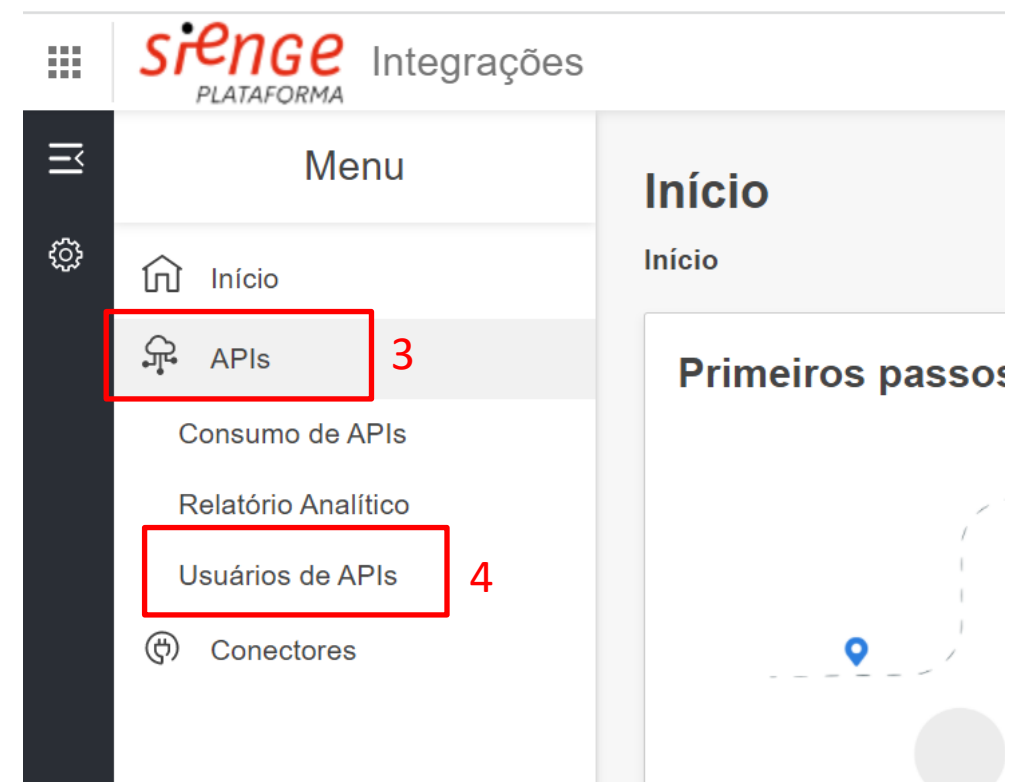 sienge
PLATAFORMA
Integrações
Menu
Início
Início
Início
APIs
3
Primeiros passos
Consumo de APIs
Relatório Analítico
Usuários de APIs
4
Conectores